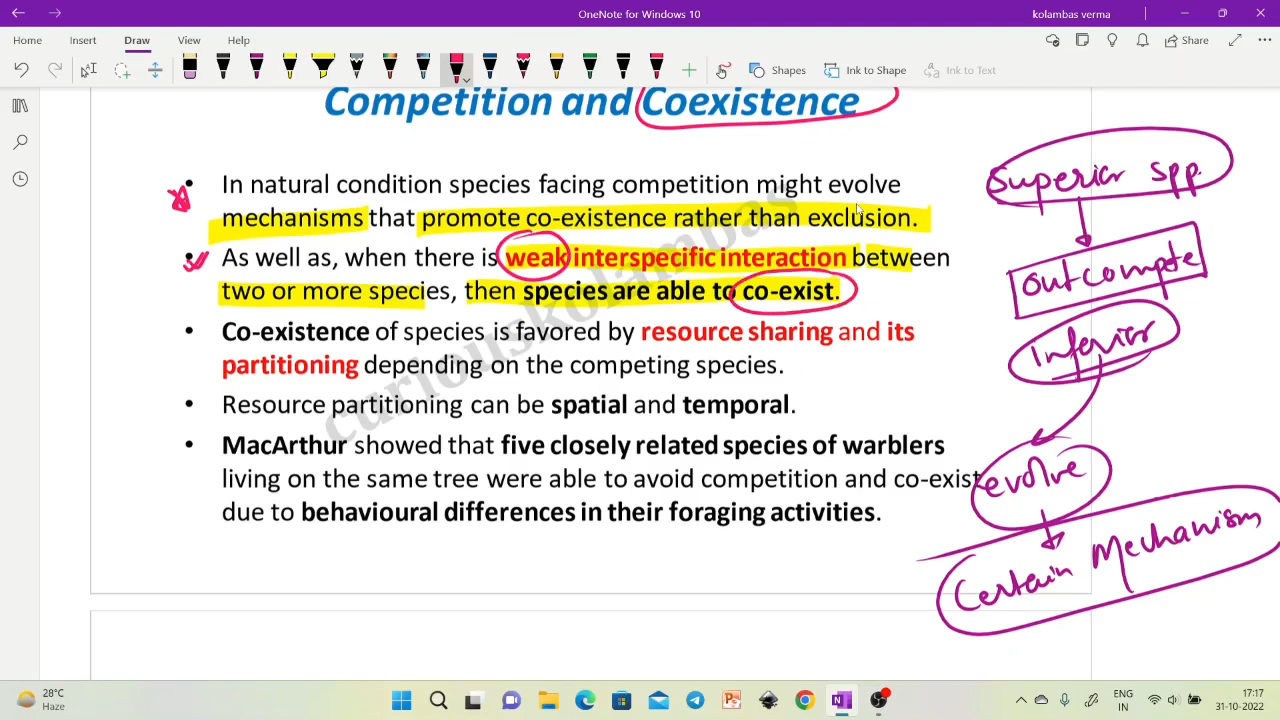 OneNote for Windows 10
kolambas verma
Home Insert Draw View Help
Share
Shapes Ink to Shape Ink to Text
Competition and Coexistence
• In natural condition species facing competition might evolve
mechanisms that promote co-existence rather than exclusion.
• As well as, when there is weak interspecific interaction between
two or more species, then species are able to co-exist.
• Co-existence of species is favored by resource sharing and its
partitioning depending on the competing species.
• Resource partitioning can be spatial and temporal.
• MacArthur showed that five closely related species of warblers
living on the same tree were able to avoid competition and co-exist
due to behavioural differences in their foraging activities.
curiouskolambas
Superior spp.
outcompte
Inferior
evolve
Certain Mechanism
28°C
Haze
ENG
IN
17:17
31-10-2022